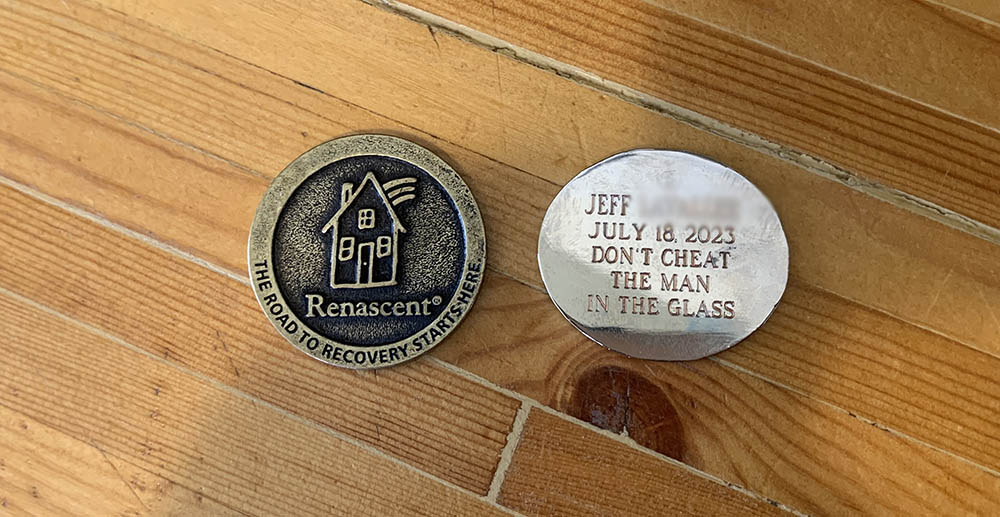 Renascent®
THE ROAD TO RECOVERY STARTS HERE.
JEFF
JULY 18, 2023
DON'T CHEAT
THE MAN
IN THE GLASS